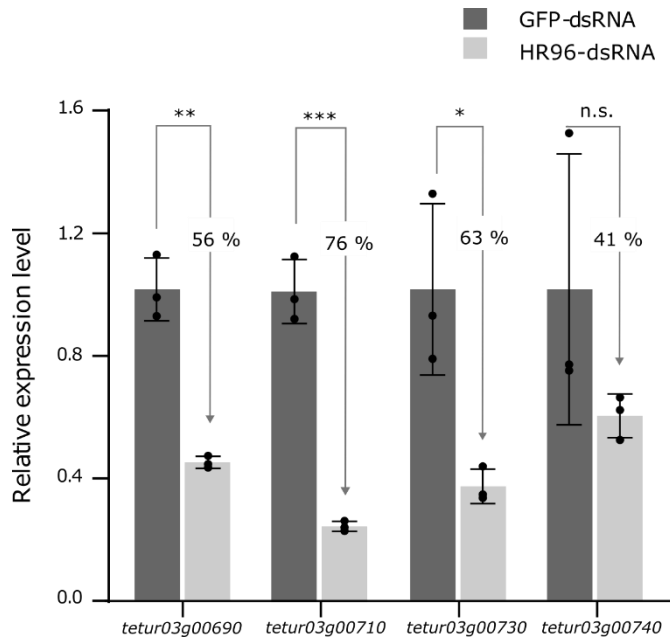 GFP-dsRNA
HR96-dsRNA
Relative expression level
1.6
1.2
0.8
0.4
0.0
** *** * n.s.
56 % 76 % 63 % 41 %
tetur03g00690 tetur03g00710 tetur03g00730 tetur03g00740